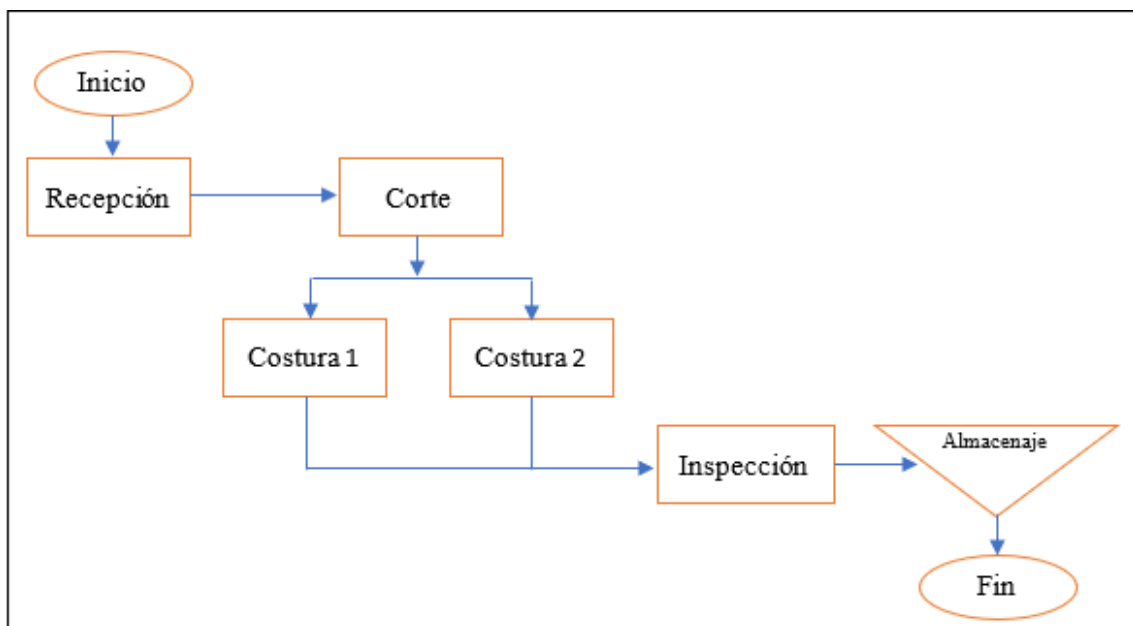 Inicio
Recepción
Corte
Costura 1
Costura 2
Inspección
Almacenaje
Fin